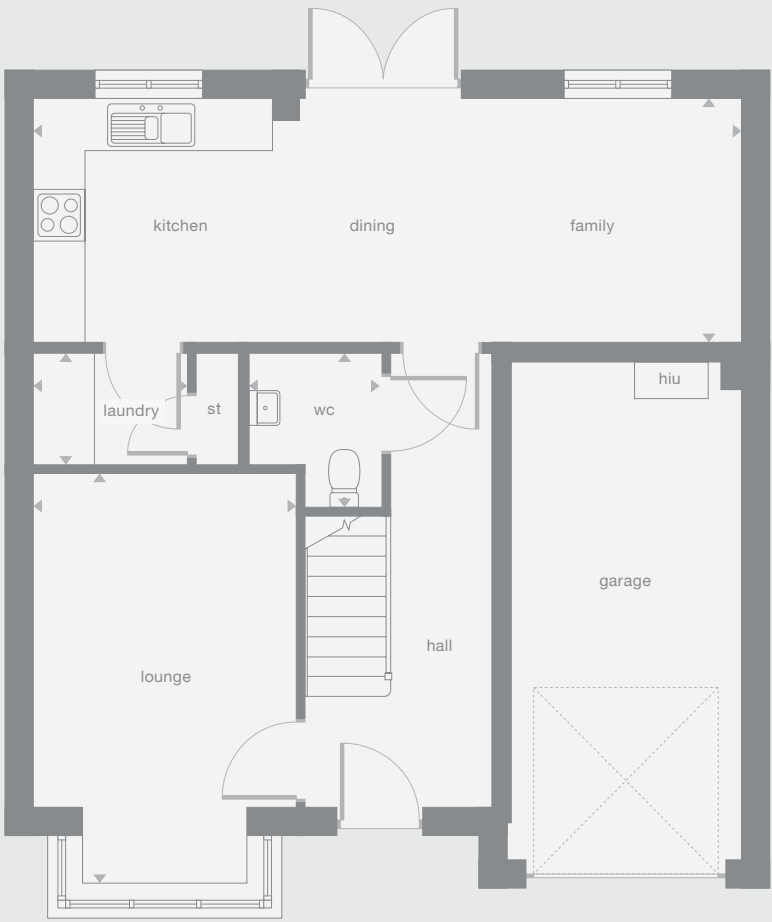 kitchen
dining
family
laundry
st
wc
hiu
garage
hall
lounge